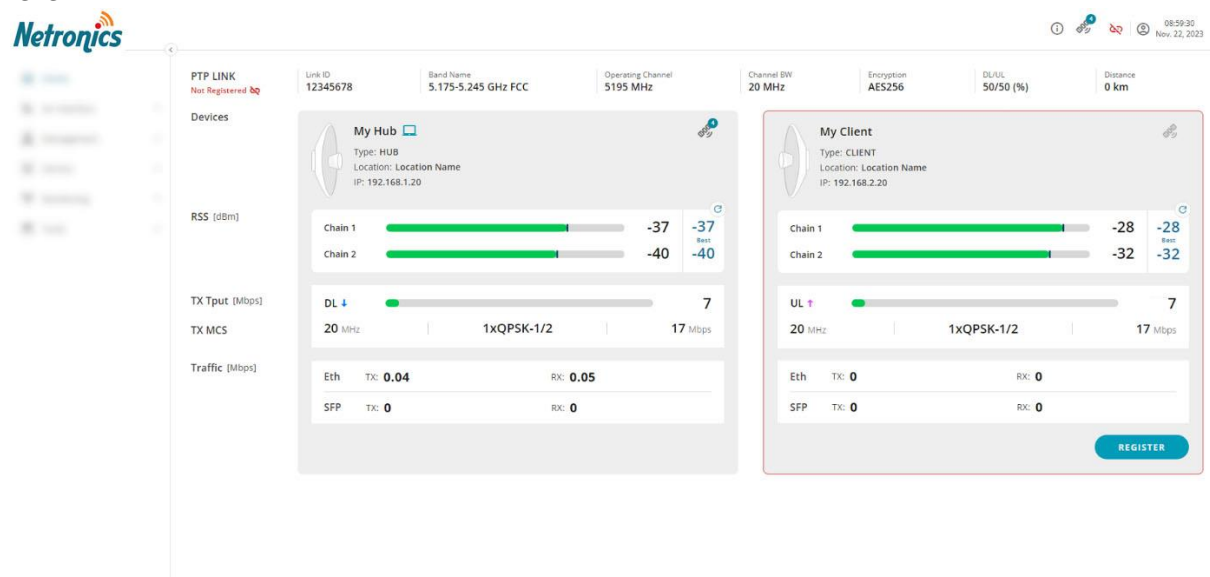 Netronics
4
08:59:30
Nov. 22, 2023
PTP LINK
Not Registered
Link ID
12345678
Band Name
5.175-5.245 GHz FCC
Operating Channel
5195 MHz
Channel BW
20 MHz
Encryption
AES256
DL/UL
50/50 (%)
Distance
0 km
Devices
My Hub
4
Type: HUB
Location: Location Name
IP: 192.168.1.20
My Client
Type: CLIENT
Location: Location Name
IP: 192.168.2.20
RSS [dBm]
Chain 1 -37 -37
Best
Chain 2 -40 -40
Chain 1 -28 -28
Best
Chain 2 -32 -32
TX Tput [Mbps]
DL 7
UL 7
TX MCS
20 MHz 1xQPSK-1/2 17 Mbps
20 MHz 1xQPSK-1/2 17 Mbps
Traffic [Mbps]
Eth TX: 0.04 RX: 0.05
SFP TX: 0 RX: 0
Eth TX: 0 RX: 0
SFP TX: 0 RX: 0
REGISTER